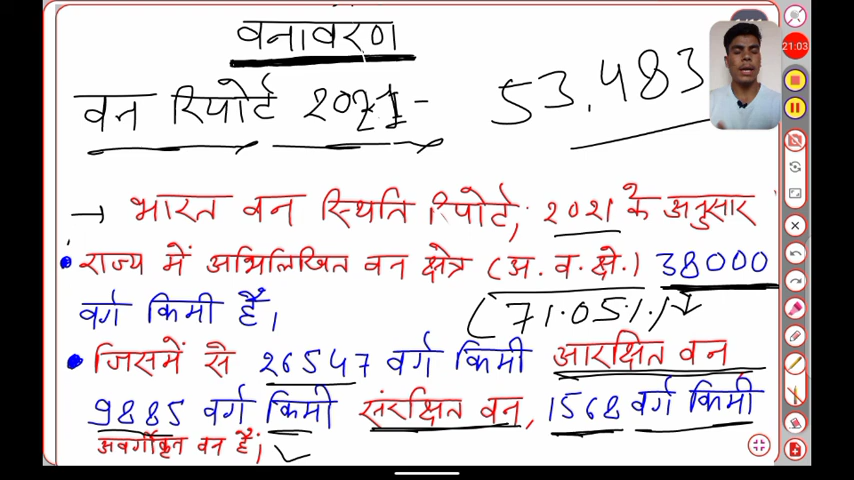 वनावरण
वन रिपोर्ट 2021- 53,483
→ भारत वन स्थिति रिपोर्ट, 2021 के अनुसार
• राज्य में अभिलिखित वन क्षेत्र (अ. व. क्षे.) 38000
वर्ग किमी है। (71.05%)
• जिसमें से 26547 वर्ग किमी आरक्षित वन
9885 वर्ग किमी संरक्षित वन, 1568 वर्ग किमी
अवर्गीकृत वन है;
21:03